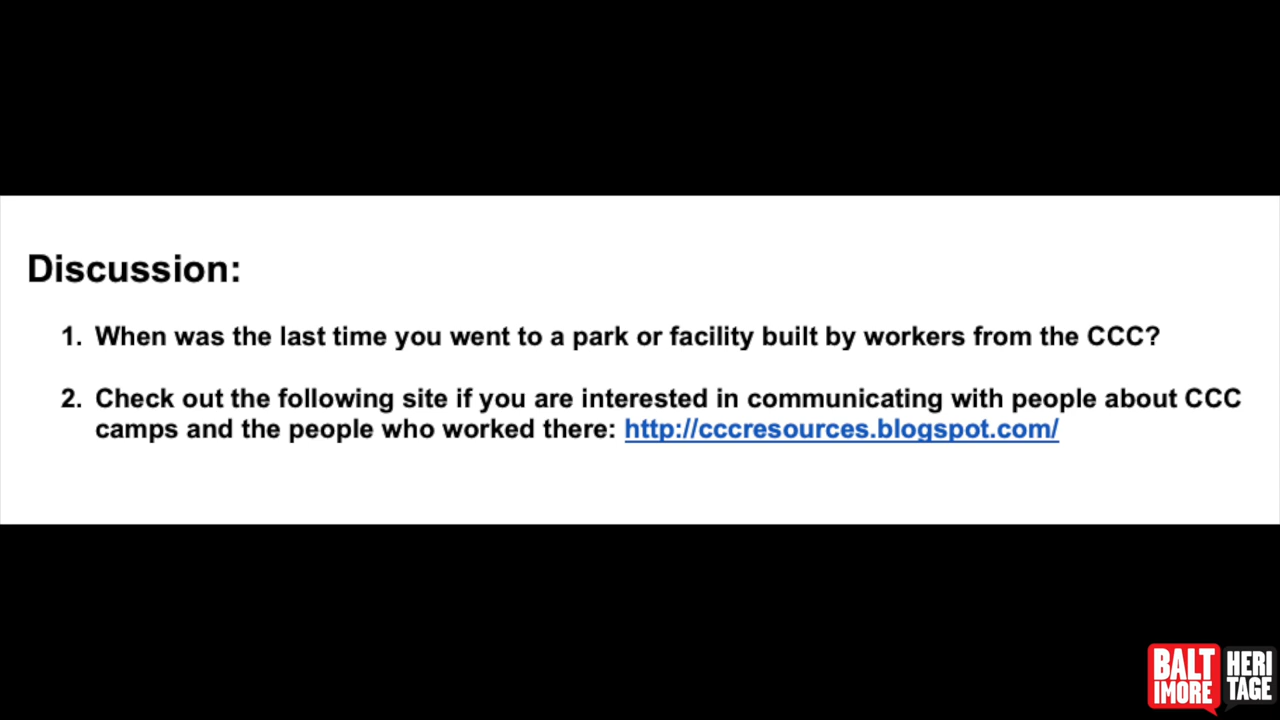 Discussion:
1. When was the last time you went to a park or facility built by workers from the CCC?
2. Check out the following site if you are interested in communicating with people about CCC
camps and the people who worked there: http://cccresources.blogspot.com/
BALT HERI
IMORE TAGE